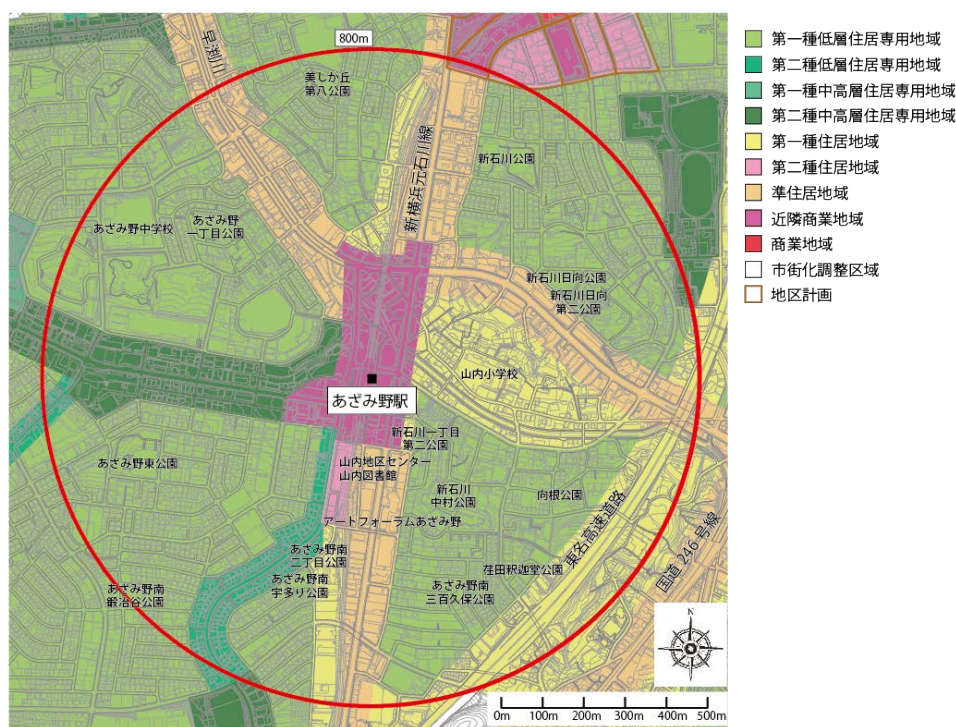 800m
早渕川
美しが丘
第八公園
新横浜元石川線
新石川公園
あざみ野中学校
あざみ野
一丁目公園
新石川日向公園
新石川日向
第二公園
山内小学校
あざみ野駅
新石川一丁目
第二公園
山内地区センター
山内図書館
あざみ野東公園
新石川
中村公園
向根公園
アートフォーラムあざみ野
東名高速道路
国道 246 号線
あざみ野南
二丁目公園
荏田釈迦堂公園
あざみ野南
宇多り公園
あざみ野南
鍛冶谷公園
あざみ野南
三百久保公園
N
0m 100m 200m 300m 400m 500m
第一種低層住居専用地域
第二種低層住居専用地域
第一種中高層住居専用地域
第二種中高層住居専用地域
第一種住居地域
第二種住居地域
準住居地域
近隣商業地域
商業地域
市街化調整区域
地区計画